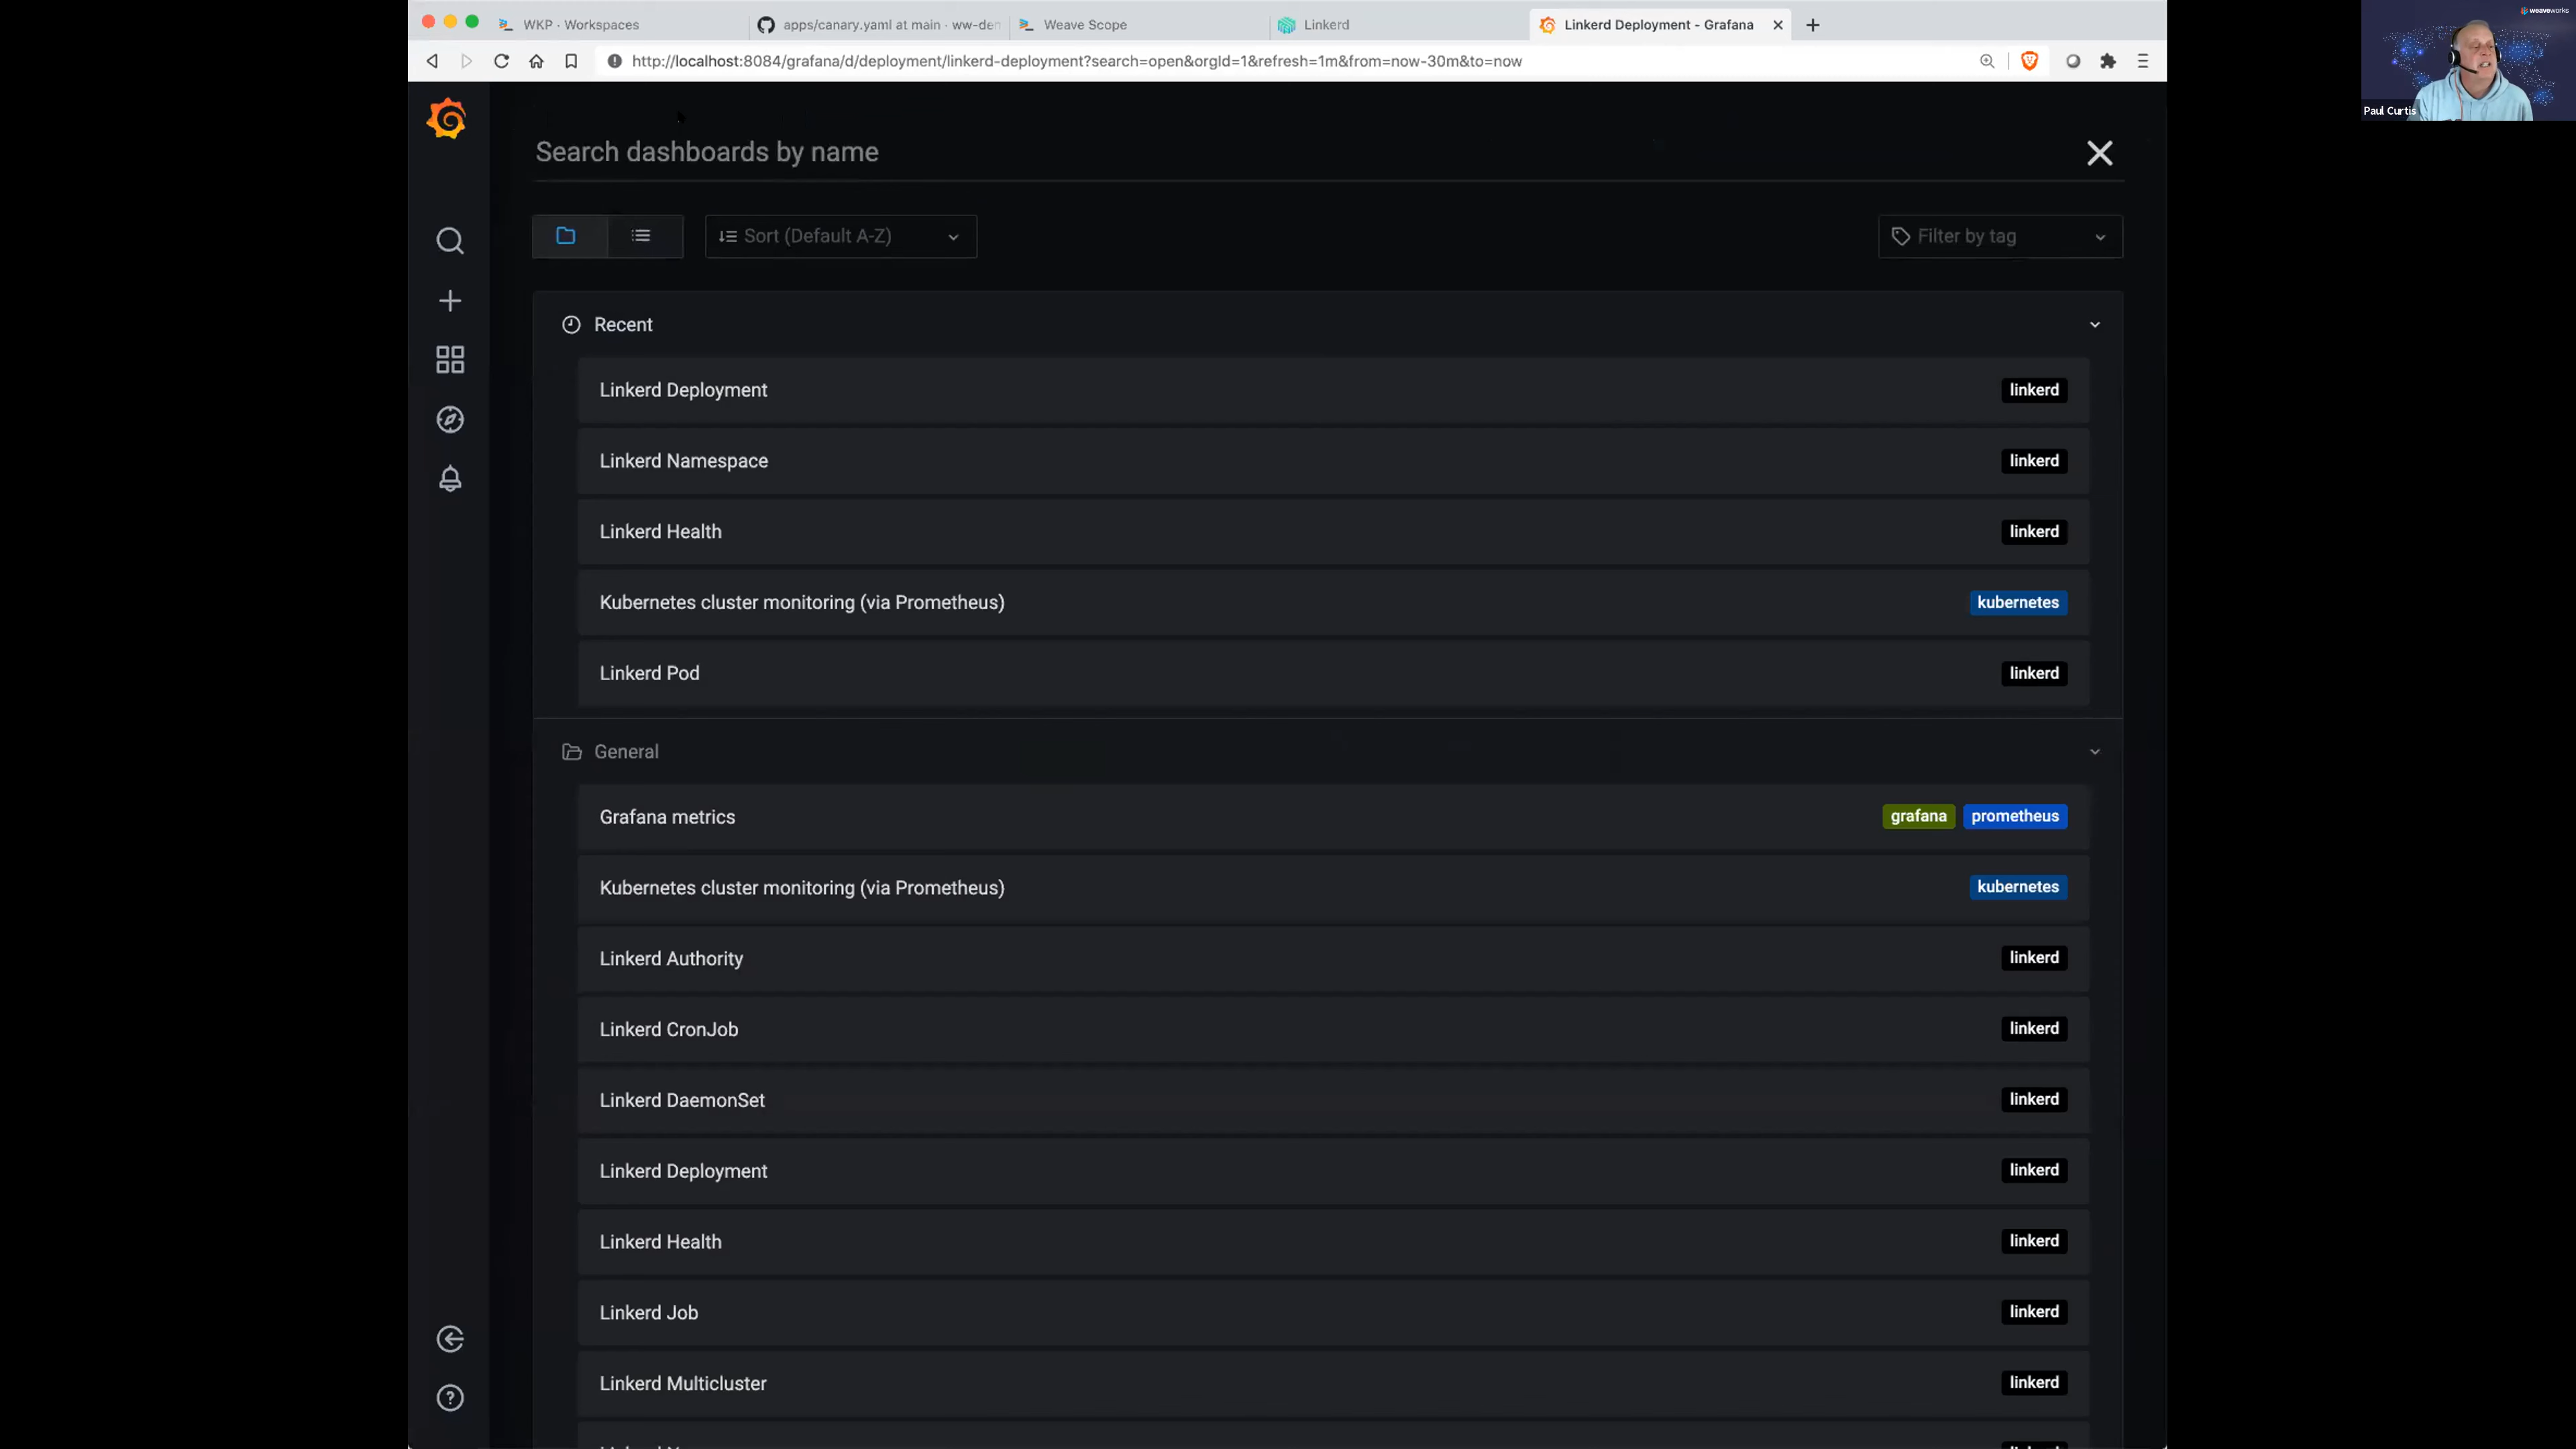 WKP · Workspaces
apps/canary.yaml at main · ww-den
Weave Scope
Linkerd
Linkerd Deployment - Grafana
weaveworks
http://localhost:8084/grafana/d/deployment/linkerd-deployment?search=open&orgId=1&refresh=1m&from=now-30m&to=now
Paul Curtis
Search dashboards by name
Sort (Default A-Z)
Filter by tag
Recent
Linkerd Deployment linkerd
Linkerd Namespace linkerd
Linkerd Health linkerd
Kubernetes cluster monitoring (via Prometheus) kubernetes
Linkerd Pod linkerd
General
Grafana metrics grafana prometheus
Kubernetes cluster monitoring (via Prometheus) kubernetes
Linkerd Authority linkerd
Linkerd CronJob linkerd
Linkerd DaemonSet linkerd
Linkerd Deployment linkerd
Linkerd Health linkerd
Linkerd Job linkerd
Linkerd Multicluster linkerd